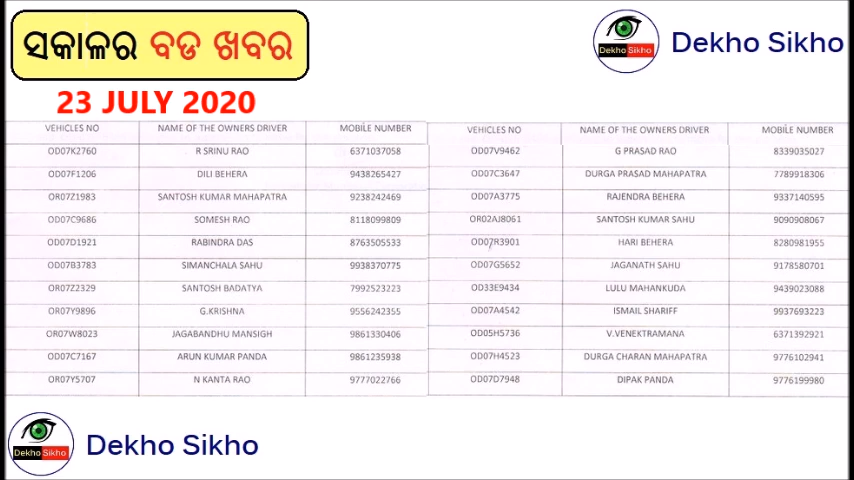 ସକାଳର ବଡ ଖବର
Dekho Sikho
Dekho Sikho
23 JULY 2020
VEHICLES NO NAME OF THE OWNERS DRIVER MOBILE NUMBER
OD07K2760 R SRINU RAO 6371037058
OD07F1206 DILI BEHERA 9438265427
OR07Z1983 SANTOSH KUMAR MAHAPATRA 9238242469
OD07C9686 SOMESH RAO 8118099809
OD07D1921 RABINDRA DAS 8763505533
OD07B3783 SIMANCHALA SAHU 9938370775
OR07Z2329 SANTOSH BADATYA 7992523223
OR07Y9896 G.KRISHNA 9556242355
OR07W8023 JAGABANDHU MANSIGH 9861330406
OD07C7167 ARUN KUMAR PANDA 9861235938
OR07Y5707 N KANTA RAO 9777022766
VEHICLES NO NAME OF THE OWNERS DRIVER MOBILE NUMBER
OD07V9462 G PRASAD RAO 8339035027
OD07C3647 DURGA PRASAD MAHAPATRA 7789918306
OD07A3775 RAJENDRA BEHERA 9337140595
OR02AJ8061 SANTOSH KUMAR SAHU 9090908067
OD07R3901 HARI BEHERA 8280981955
OD07G5652 JAGANATH SAHU 9178580701
OD33E9434 LULU MAHANKUDA 9439023088
OD07A4542 ISMAIL SHARIFF 9937693223
OD05H5736 V.VENEKTRAMANA 6371392921
OD07H4523 DURGA CHARAN MAHAPATRA 9776102941
OD07D7948 DIPAK PANDA 9776199980
Dekho Sikho
Dekho Sikho